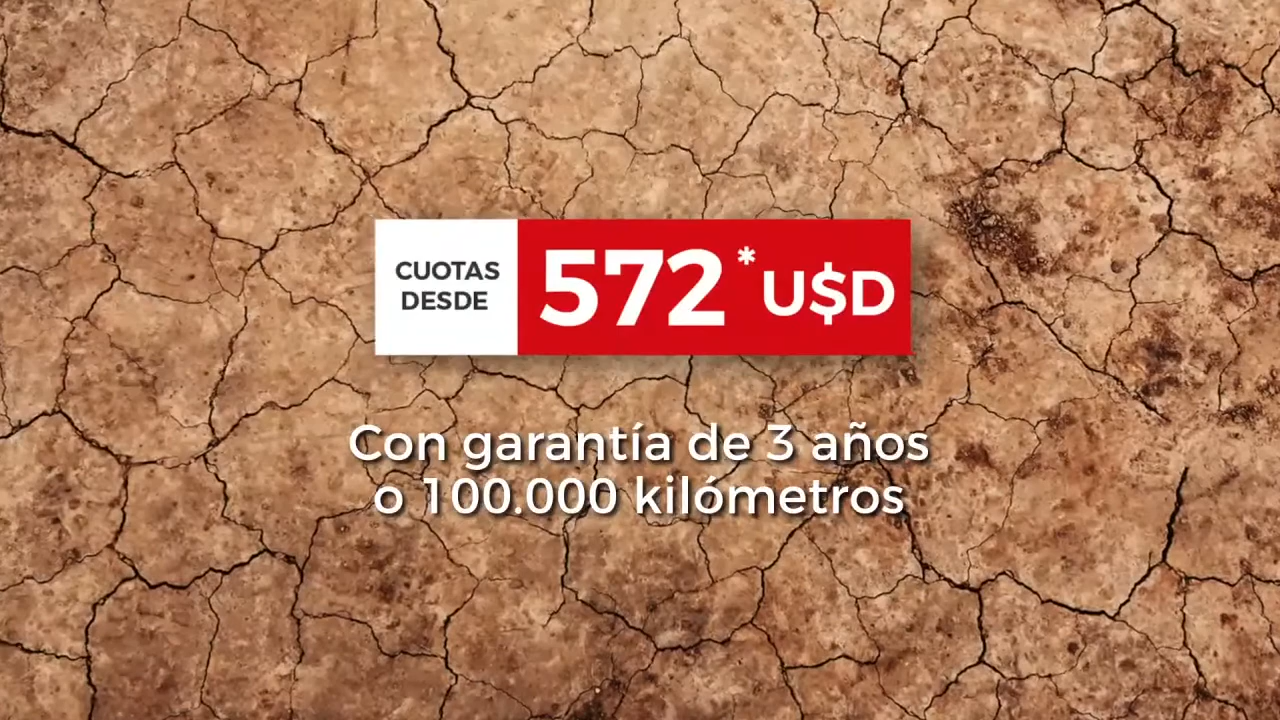 CUOTAS
DESDE
572* U$D
Con garantía de 3 años
o 100.000 kilómetros